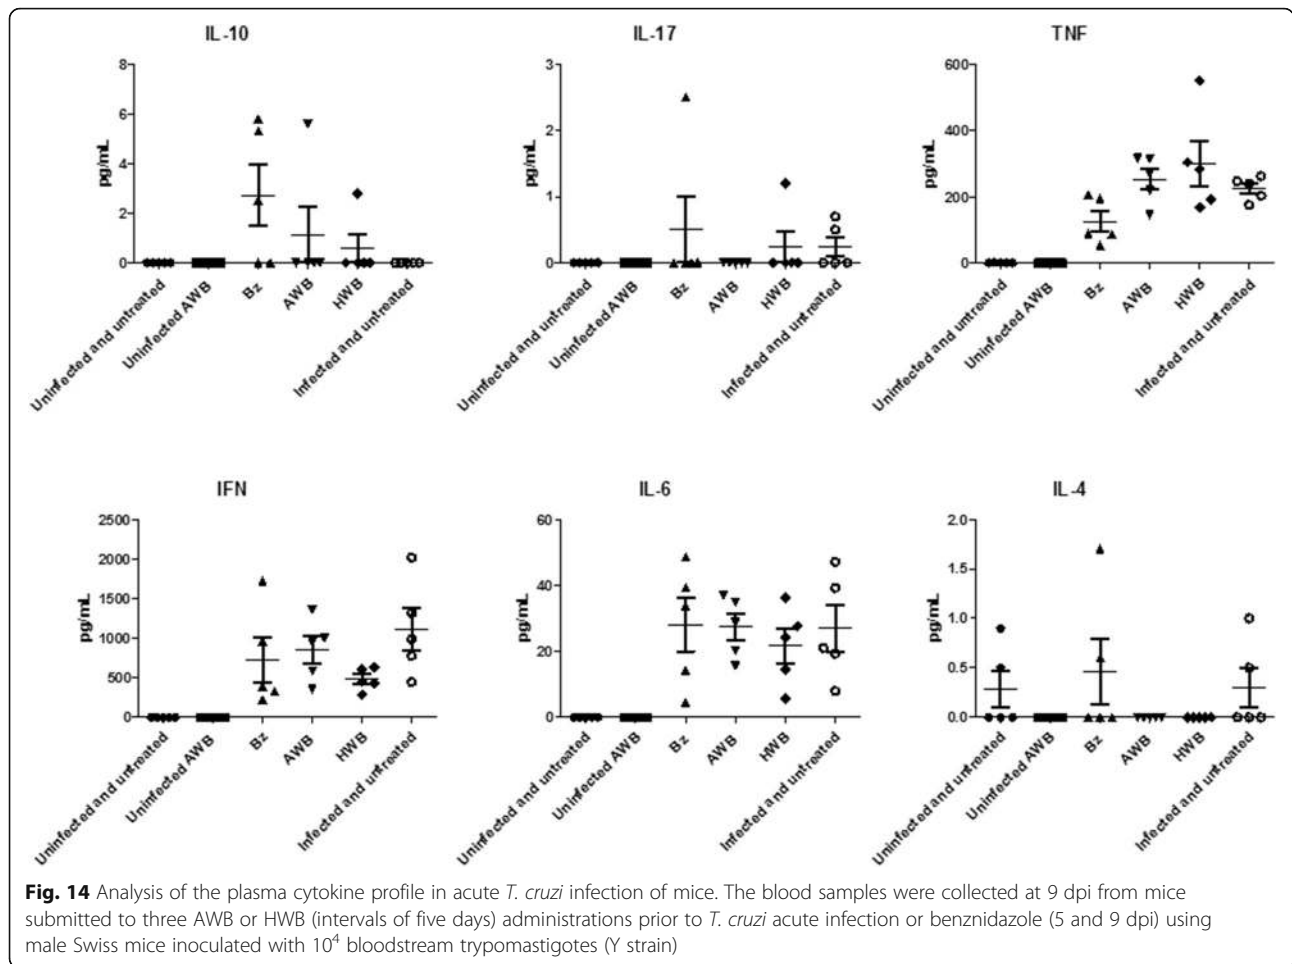 IL-10
8
6
4
2
0
pg/mL
Uninfected and untreated
Uninfected AWB
Bz
AWB
HWB
Infected and untreated
IL-17
3
2
1
0
pg/mL
Uninfected and untreated
Uninfected AWB
Bz
AWB
HWB
Infected and untreated
TNF
600
400
200
0
pg/mL
Uninfected and untreated
Uninfected AWB
Bz
AWB
HWB
Infected and untreated
IFN
2500
2000
1500
1000
500
0
pg/mL
Uninfected and untreated
Uninfected AWB
Bz
AWB
HWB
Infected and untreated
IL-6
60
40
20
0
pg/mL
Uninfected and untreated
Uninfected AWB
Bz
AWB
HWB
Infected and untreated
IL-4
2.0
1.5
1.0
0.5
0.0
pg/mL
Uninfected and untreated
Uninfected AWB
Bz
AWB
HWB
Infected and untreated
Fig. 14 Analysis of the plasma cytokine profile in acute T. cruzi infection of mice. The blood samples were collected at 9 dpi from mice
submitted to three AWB or HWB (intervals of five days) administrations prior to T. cruzi acute infection or benznidazole (5 and 9 dpi) using
male Swiss mice inoculated with 10⁴ bloodstream trypomastigotes (Y strain)